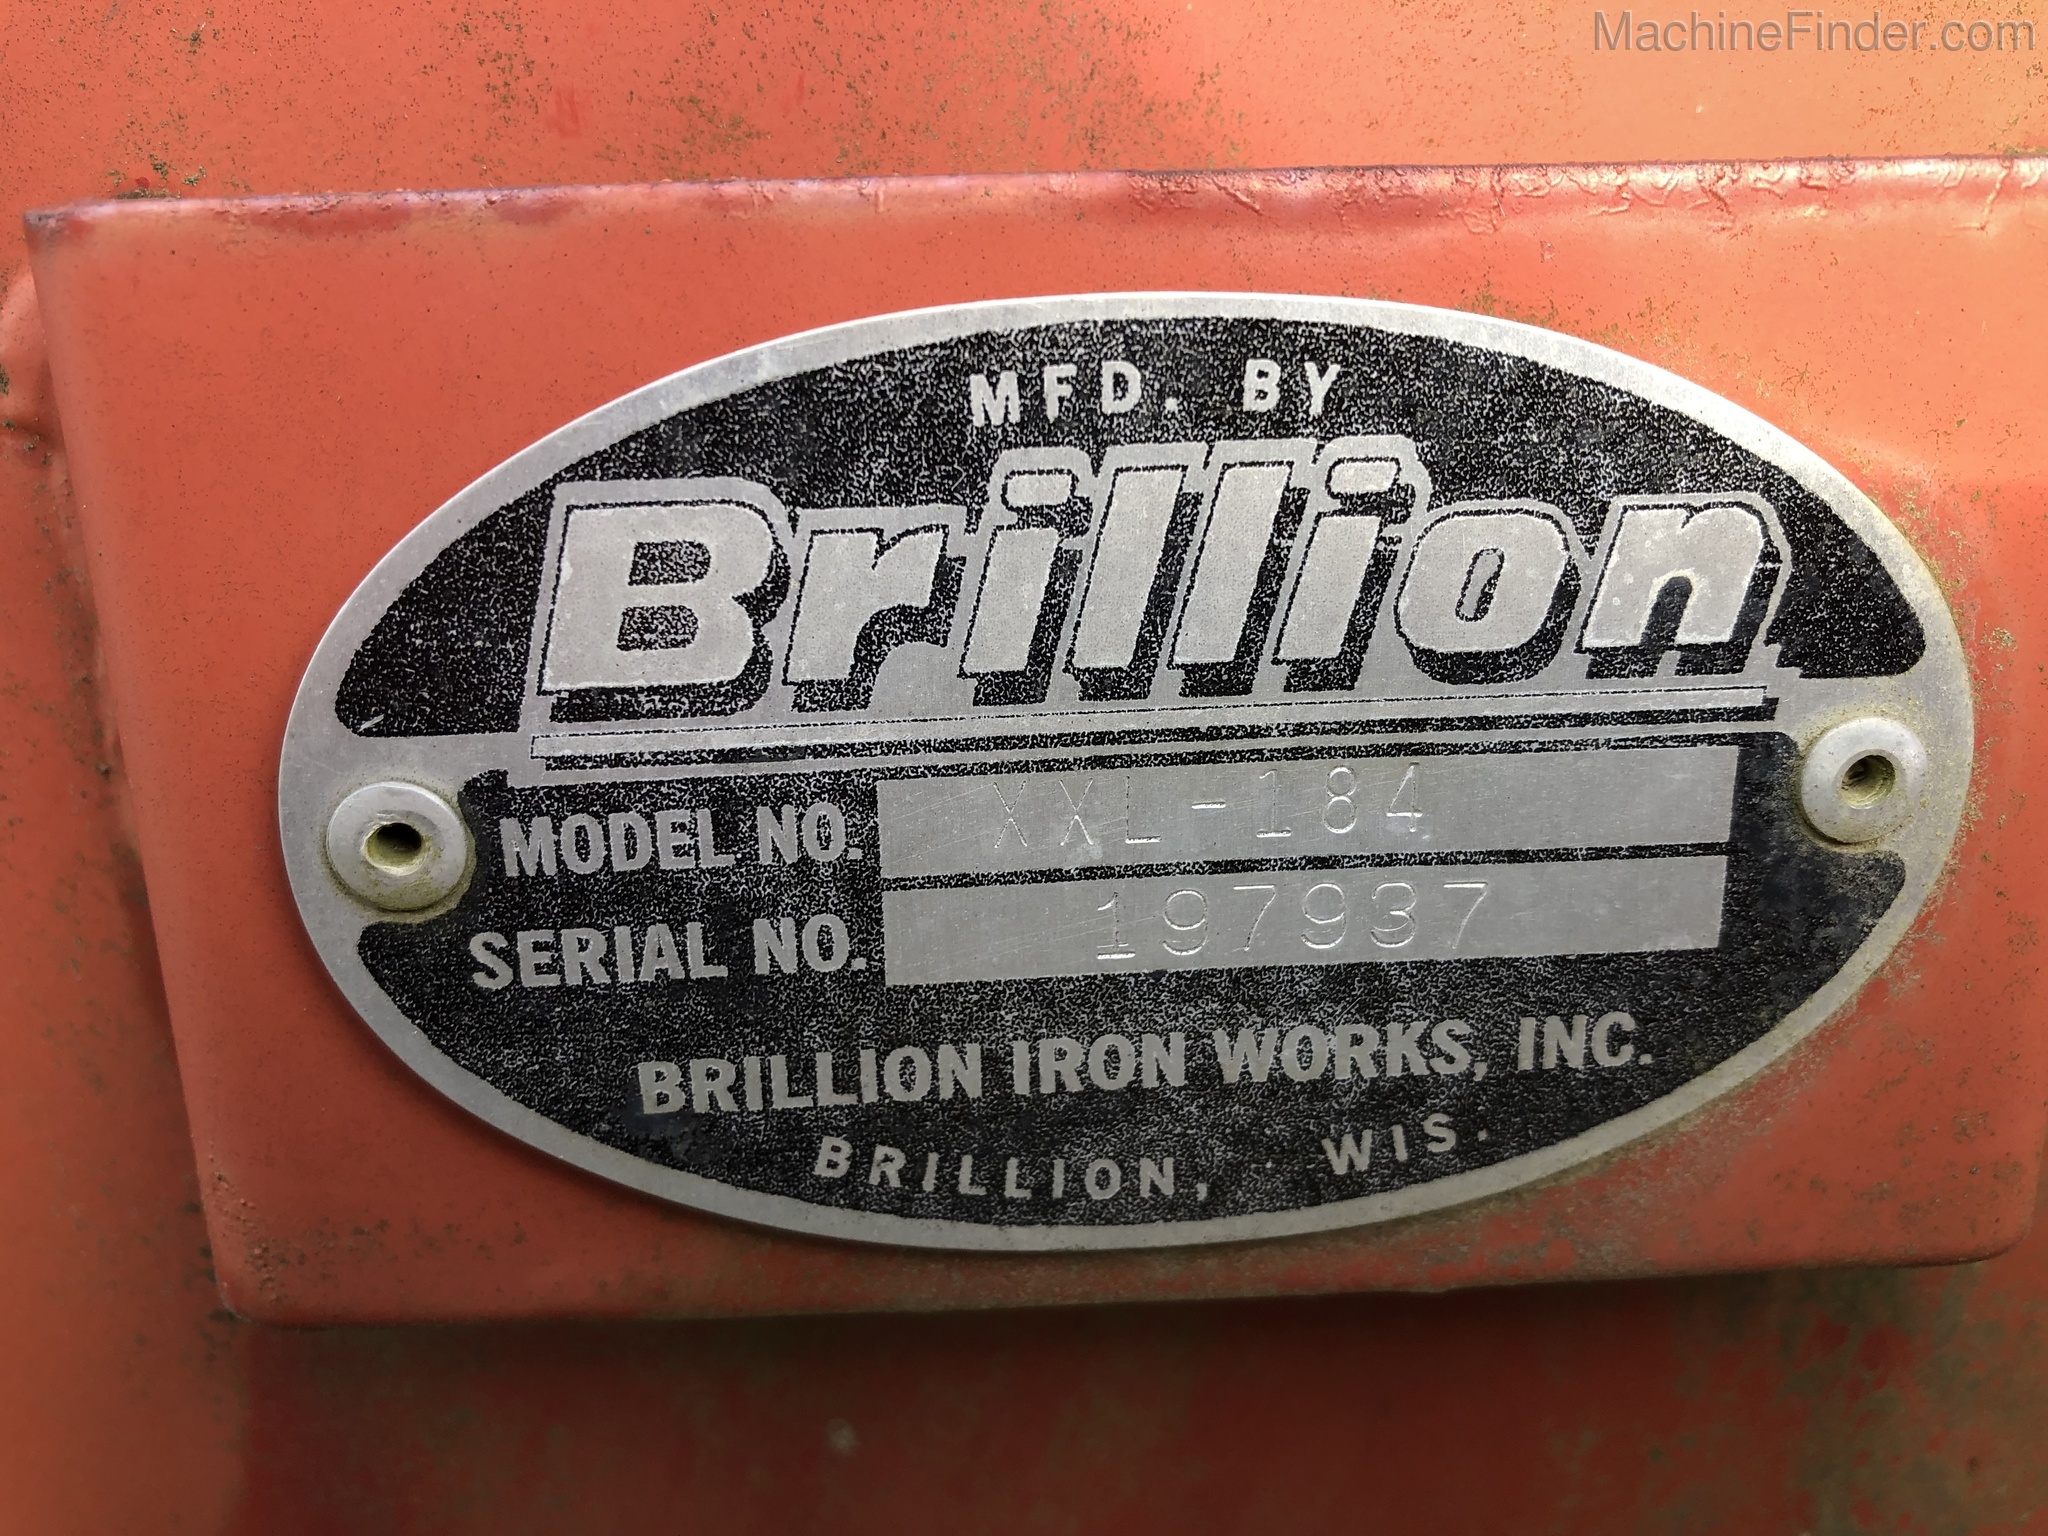 MachineFinder.com
MFD. BY
Brillion
MODEL NO. XXL-184
SERIAL NO. 197937
BRILLION IRON WORKS, INC.
BRILLION, WIS.